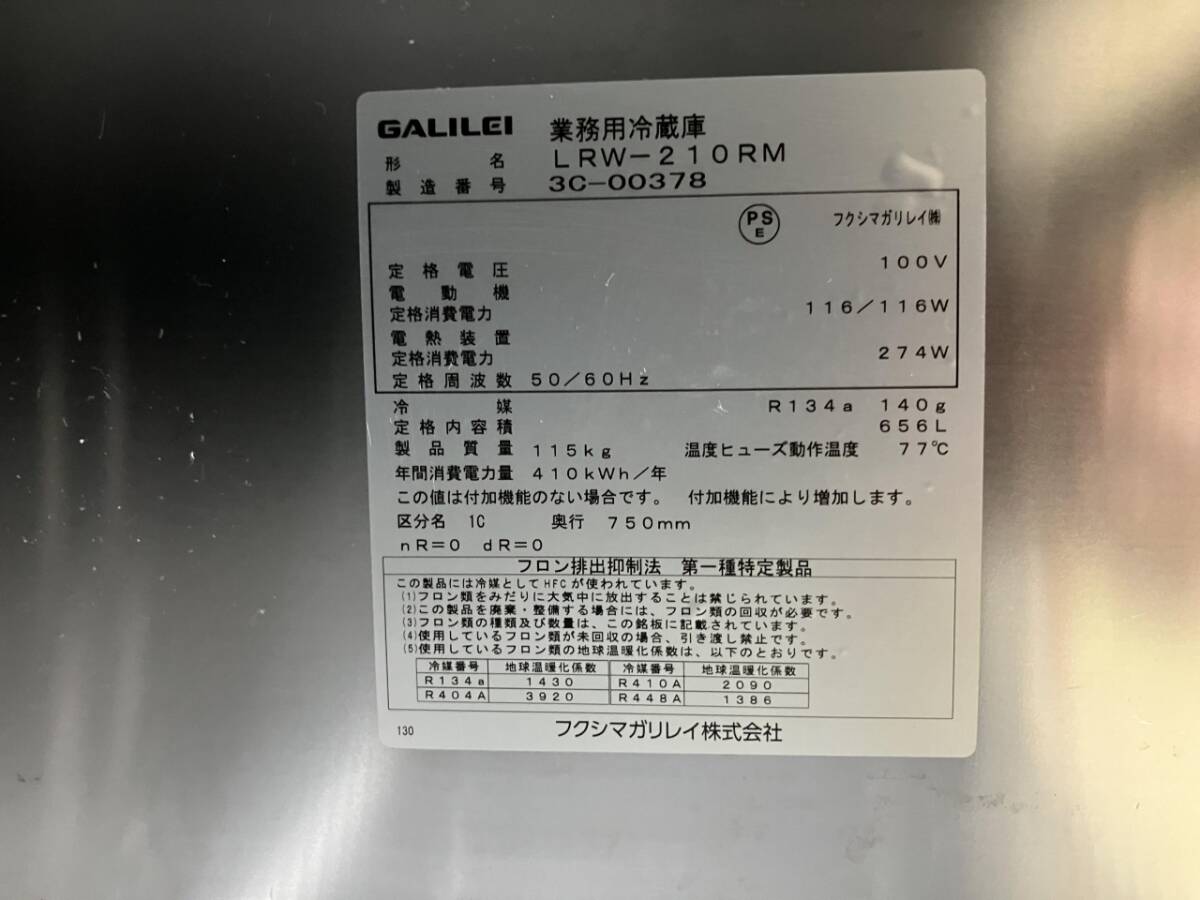 GALILEI 業務用冷蔵庫
形名 LRW-210RM
製造番号 3C-00378
PS
E
フクシマガリレイ㈱
定格電圧 100V
電動機
定格消費電力 116/116W
電熱装置
定格消費電力 274W
定格周波数 50/60Hz
冷媒 R134a 140g
定格内容積 656L
製品質量 115kg 温度ヒューズ動作温度 77℃
年間消費電力量 410kWh/年
この値は付加機能のない場合です。 付加機能により増加します。
区分名 1C 奥行 750mm
nR=0 dR=0
フロン排出抑制法 第一種特定製品
この製品には冷媒としてHFCが使われています。
(1)フロン類をみだりに大気中に放出することは禁じられています。
(2)この製品を廃棄・整備する場合には、フロン類の回収が必要です。
(3)フロン類の種類及び数量は、この銘板に記載されています。
(4)使用しているフロン類が未回収の場合、引き渡し禁止です。
(5)使用しているフロン類の地球温暖化係数は、以下のとおりです。
冷媒番号 地球温暖化係数 冷媒番号 地球温暖化係数
R134a 1430 R410A 2090
R404A 3920 R448A 1386
130 フクシマガリレイ株式会社